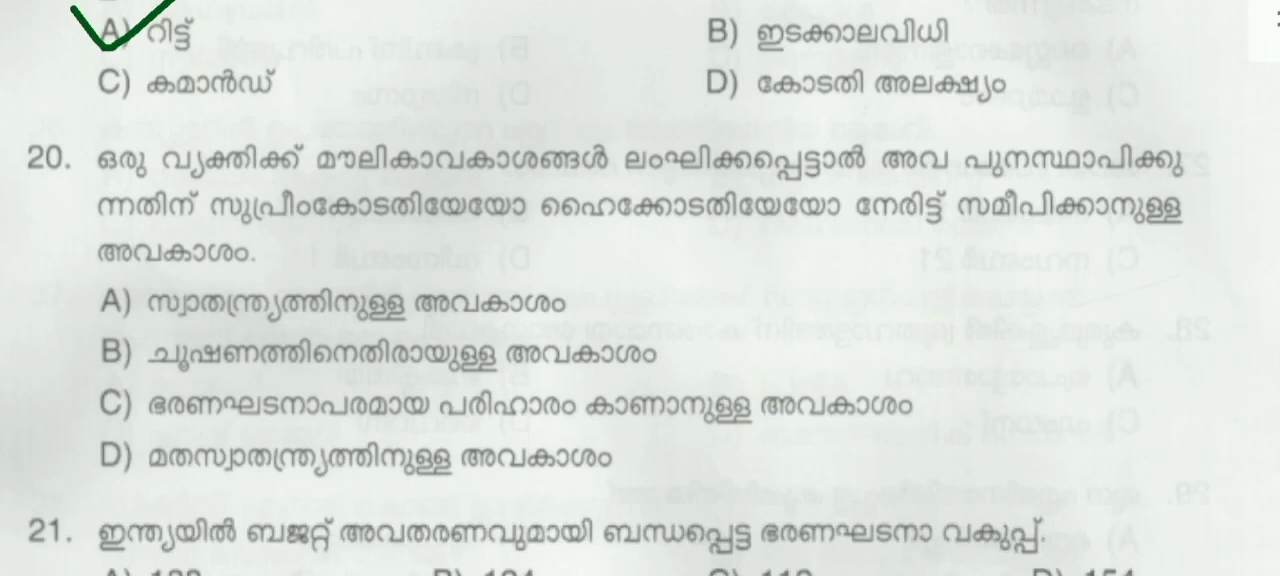 A) റിട്ട് B) ഇടക്കാലവിധി
C) കമാൻഡ് D) കോടതി അലക്ഷ്യം
20. ഒരു വ്യക്തിക്ക് മൗലികാവകാശങ്ങൾ ലംഘിക്കപ്പെട്ടാൽ അവ പുനസ്ഥാപിക്കു
ന്നതിന് സുപ്രീംകോടതിയേയോ ഹൈക്കോടതിയേയോ നേരിട്ട് സമീപിക്കാനുള്ള
അവകാശം.
A) സ്വാതന്ത്ര്യത്തിനുള്ള അവകാശം
B) ചൂഷണത്തിനെതിരായുള്ള അവകാശം
C) ഭരണഘടനാപരമായ പരിഹാരം കാണാനുള്ള അവകാശം
D) മതസ്വാതന്ത്ര്യത്തിനുള്ള അവകാശം
21. ഇന്ത്യയിൽ ബജറ്റ് അവതരണവുമായി ബന്ധപ്പെട്ട ഭരണഘടനാ വകുപ്പ്.